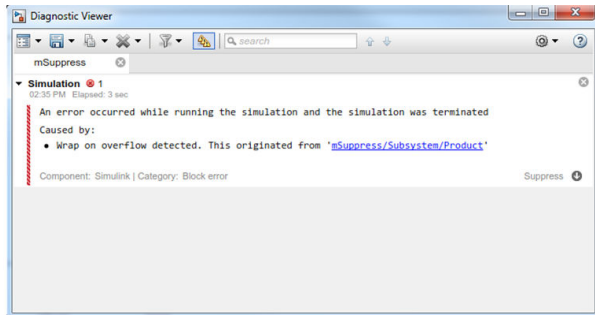 Diagnostic Viewer
search
mSuppress
Simulation 1
02:35 PM Elapsed: 3 sec
An error occurred while running the simulation and the simulation was terminated
Caused by:
• Wrap on overflow detected. This originated from 'mSuppress/Subsystem/Product'
Component: Simulink | Category: Block error
Suppress